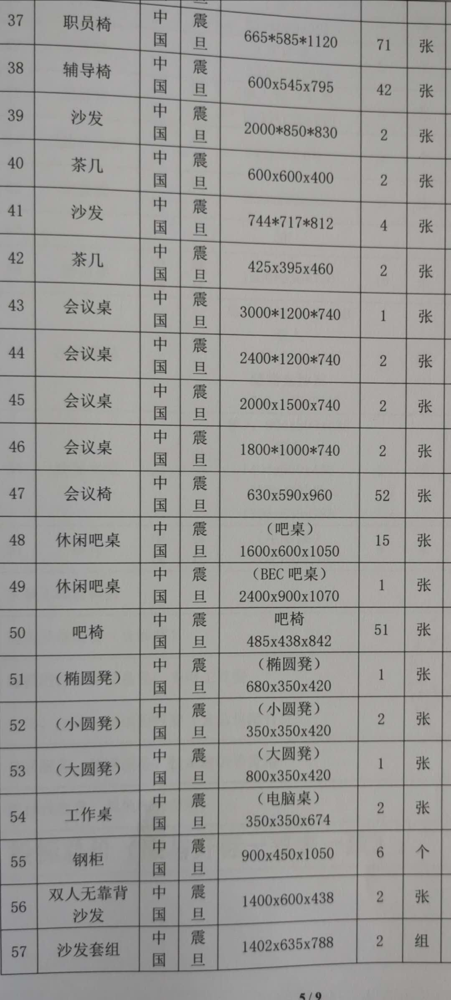 37 职员椅 中国 震旦 665*585*1120 71 张
38 辅导椅 中国 震旦 600x545x795 42 张
39 沙发 中国 震旦 2000*850*830 2 张
40 茶几 中国 震旦 600x600x400 2 张
41 沙发 中国 震旦 744*717*812 4 张
42 茶几 中国 震旦 425x395x460 2 张
43 会议桌 中国 震旦 3000*1200*740 1 张
44 会议桌 中国 震旦 2400*1200*740 2 张
45 会议桌 中国 震旦 2000x1500x740 2 张
46 会议桌 中国 震旦 1800*1000*740 2 张
47 会议椅 中国 震旦 630x590x960 52 张
48 休闲吧桌 中国 震旦 （吧桌） 1600x600x1050 15 张
49 休闲吧桌 中国 震旦 （BEC 吧桌） 2400x900x1070 1 张
50 吧椅 中国 震旦 吧椅 485x438x842 51 张
51 （椭圆凳） 中国 震旦 （椭圆凳） 680x350x420 1 张
52 （小圆凳） 中国 震旦 （小圆凳） 350x350x420 2 张
53 （大圆凳） 中国 震旦 （大圆凳） 800x350x420 1 张
54 工作桌 中国 震旦 （电脑桌） 350x350x674 2 张
55 钢柜 中国 震旦 900x450x1050 6 个
56 双人无靠背沙发 中国 震旦 1400x600x438 2 张
57 沙发套组 中国 震旦 1402x635x788 2 组
5 / 9